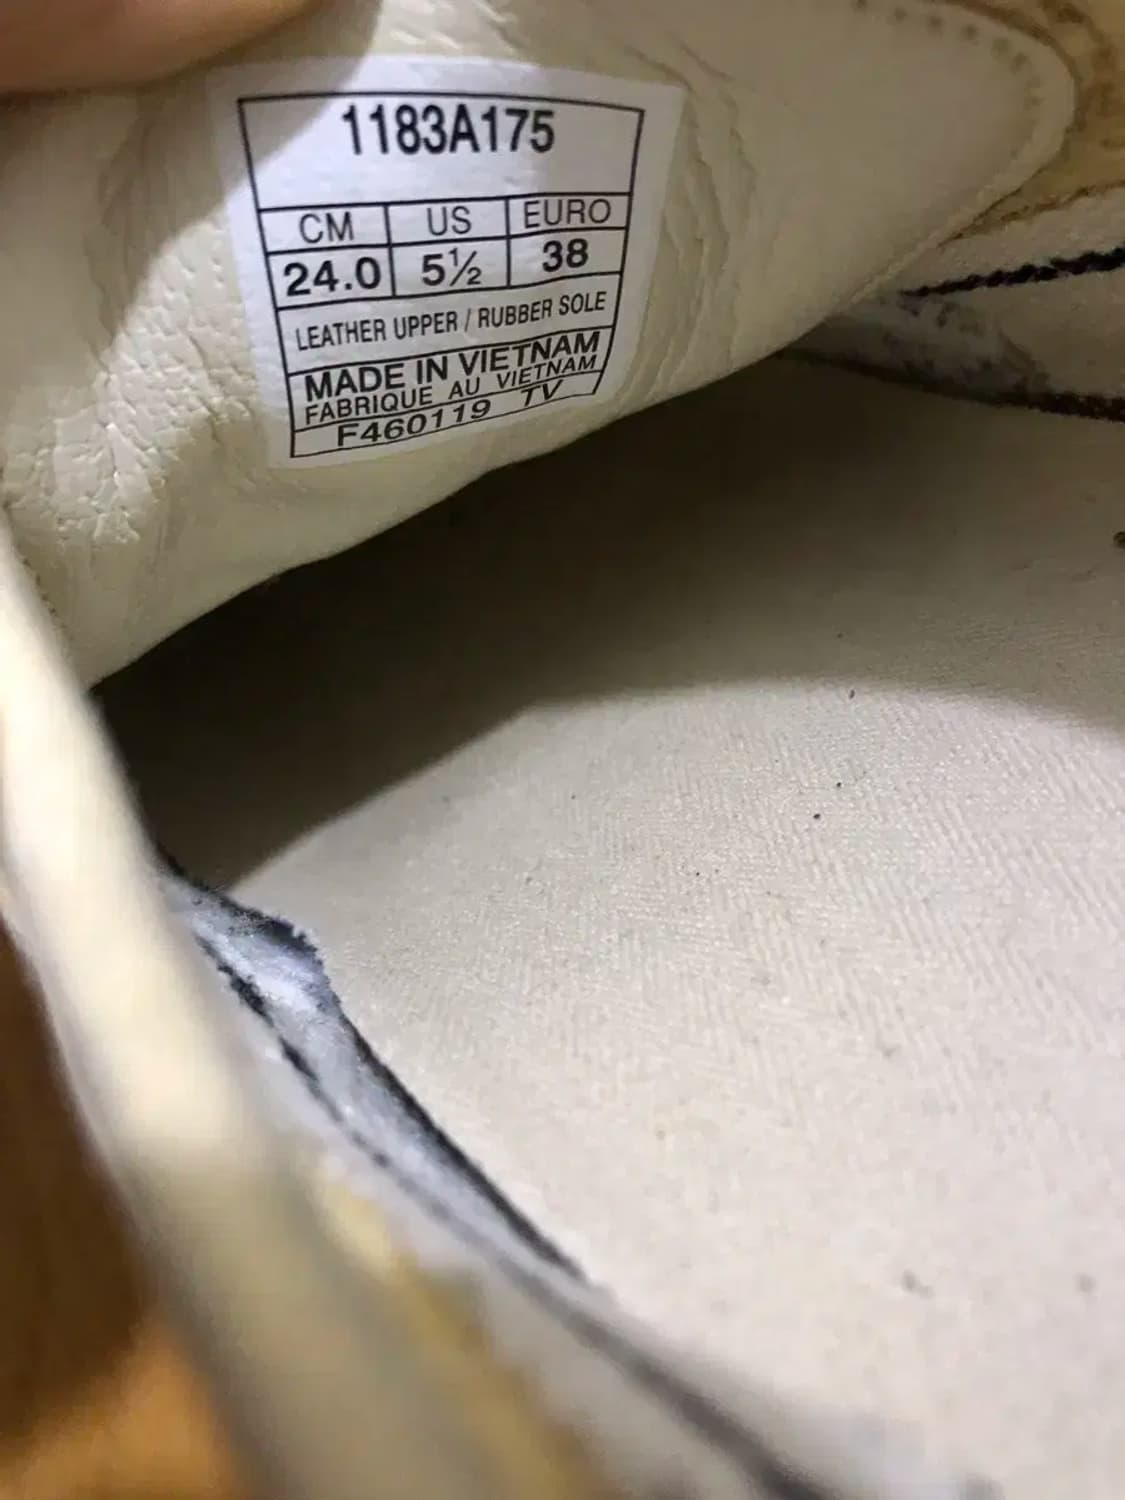 1183A175
CM US EURO
24.0 5½ 38
LEATHER UPPER / RUBBER SOLE
MADE IN VIETNAM
FABRIQUE AU VIETNAM
F460119 TV